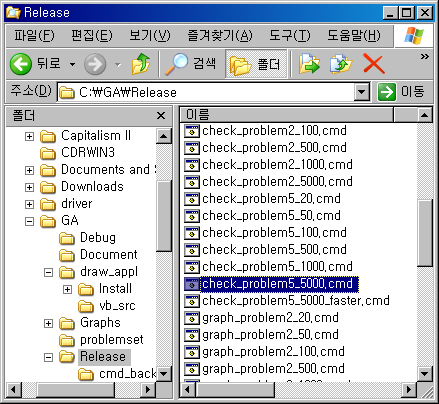 Release
파일(F) 편집(E) 보기(V) 즐겨찾기(A) 도구(T) 도움말(H)
뒤로 검색 폴더
주소(D) C:₩GA₩Release 이동
폴더
Capitalism II
CDRWIN3
Documents and S
Downloads
driver
GA
Debug
Document
draw_appl
Install
vb_src
Graphs
problemset
Release
cmd_back
이름
check_problem2_100.cmd
check_problem2_500.cmd
check_problem2_1000.cmd
check_problem2_5000.cmd
check_problem5_20.cmd
check_problem5_50.cmd
check_problem5_100.cmd
check_problem5_500.cmd
check_problem5_1000.cmd
check_problem5_5000.cmd
check_problem5_5000_faster.cmd
graph_problem2_20.cmd
graph_problem2_50.cmd
graph_problem2_100.cmd
graph_problem2_500.cmd